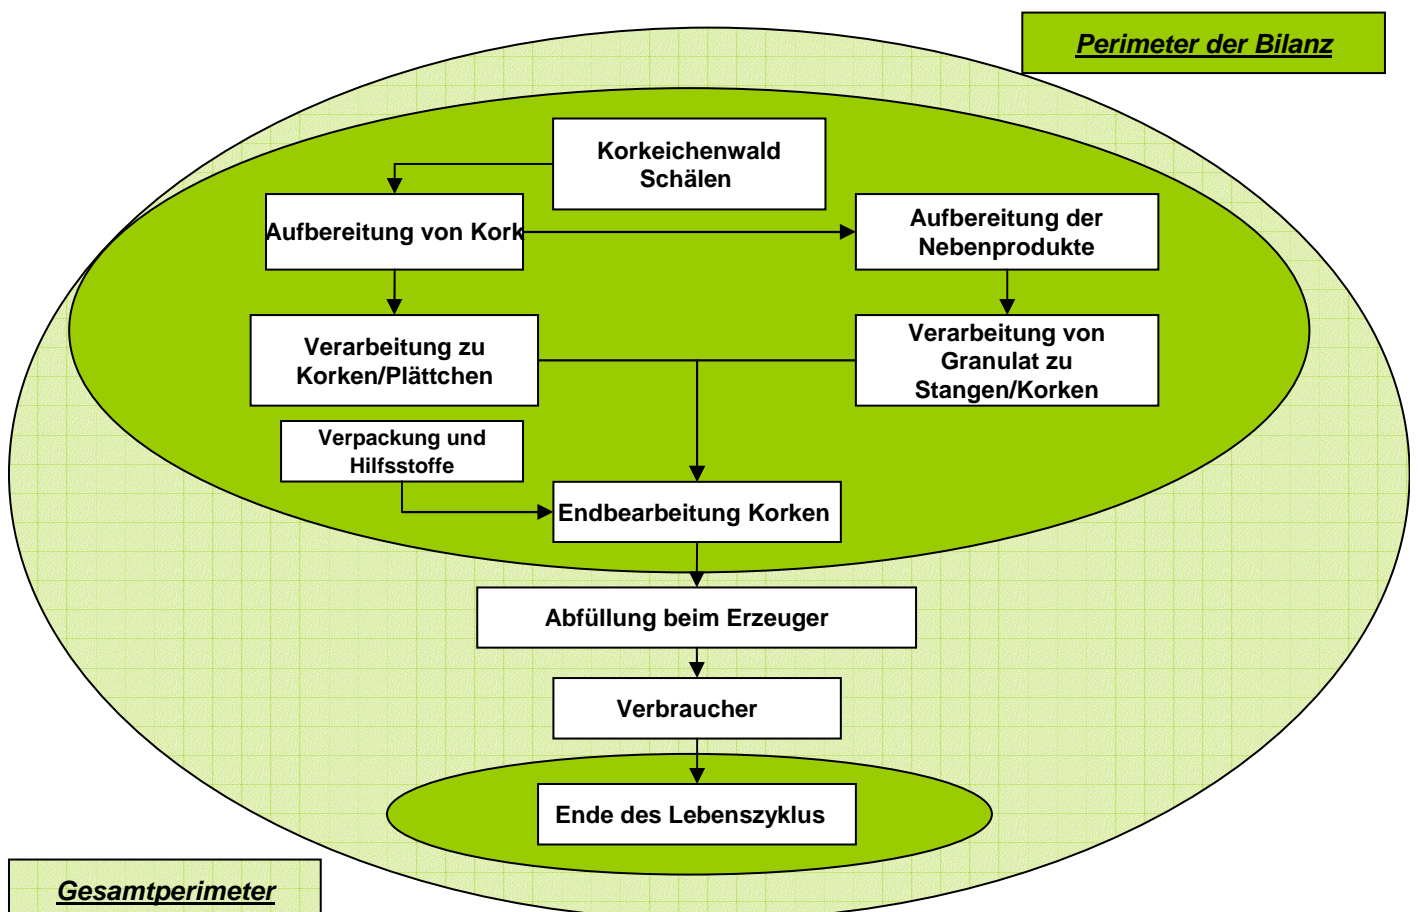 Perimeter der Bilanz
Korkeichenwald
Schälen
Aufbereitung von Kork
Aufbereitung der
Nebenprodukte
Verarbeitung zu
Korken/Plättchen
Verarbeitung von
Granulat zu
Stangen/Korken
Verpackung und
Hilfsstoffe
Endbearbeitung Korken
Abfüllung beim Erzeuger
Verbraucher
Ende des Lebenszyklus
Gesamtperimeter